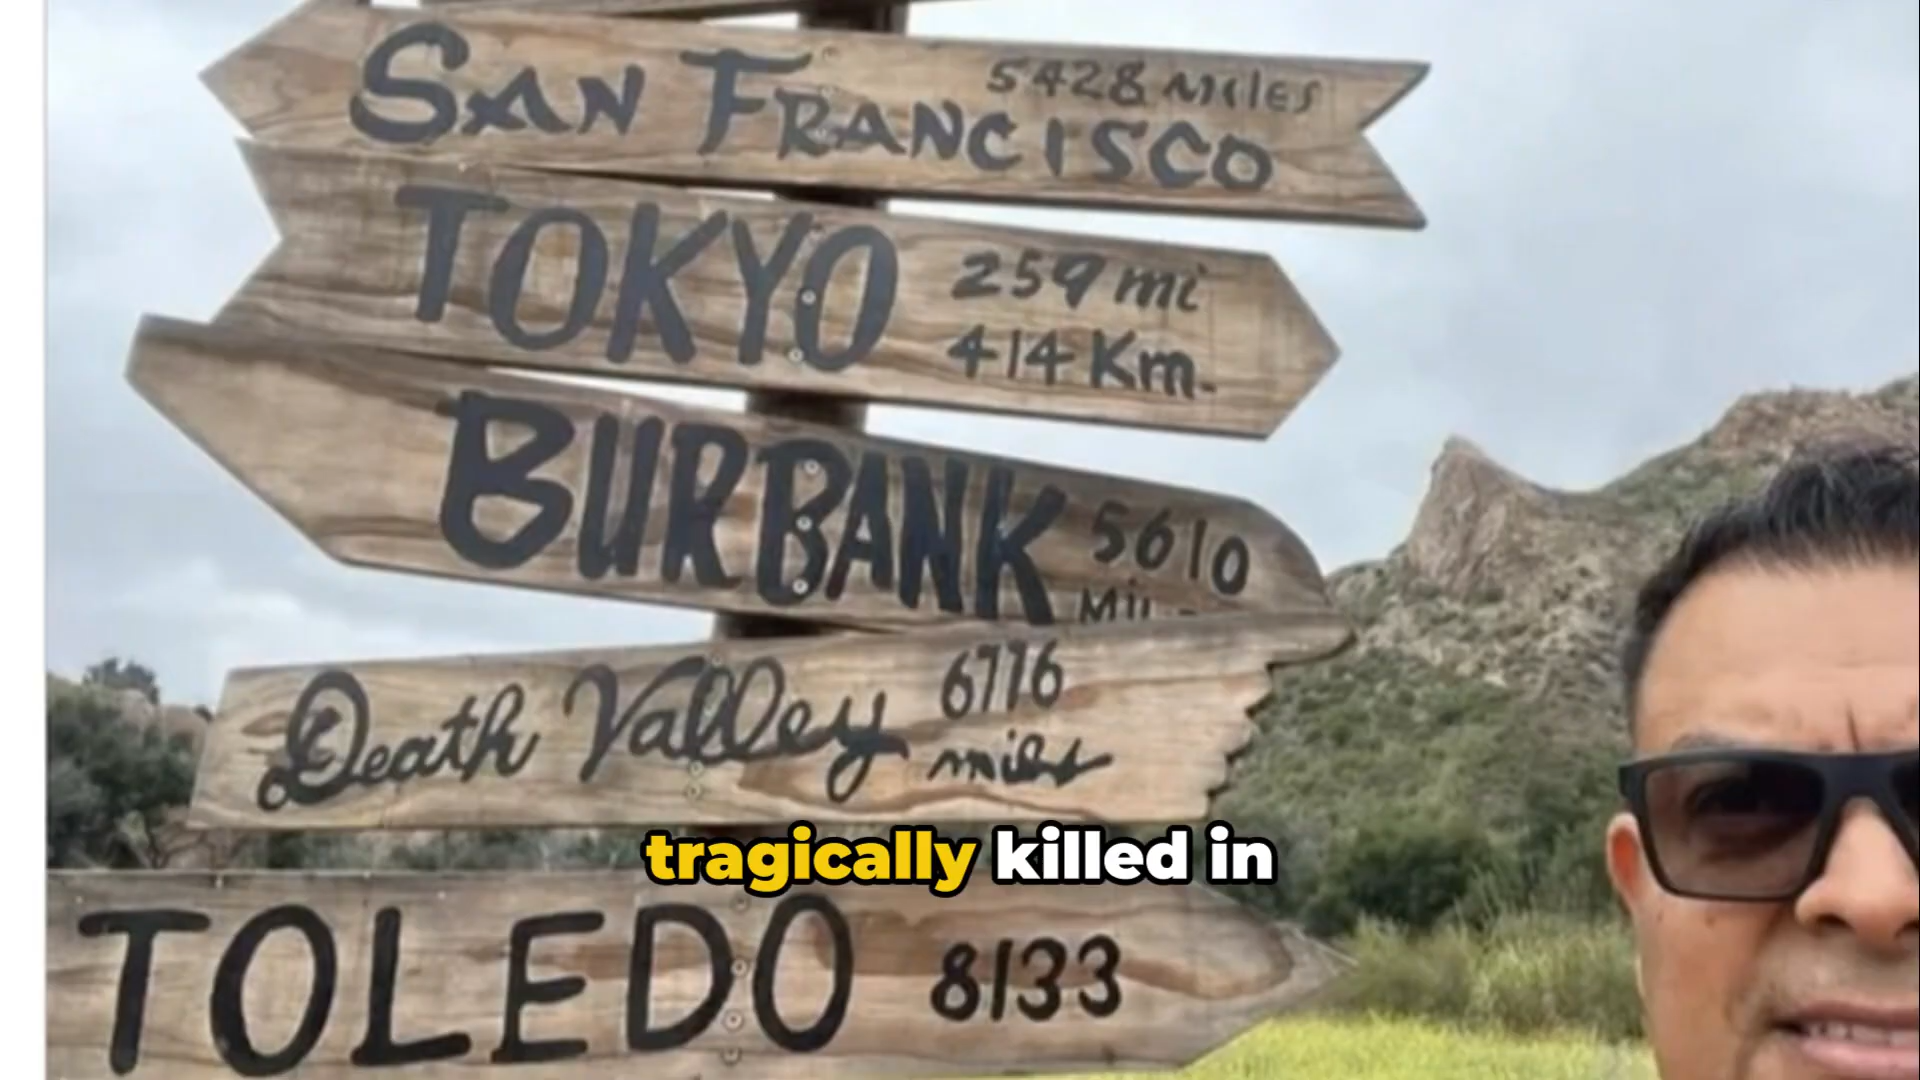 5428 MILES
SAN FRANCISCO
TOKYO 259 mi
414 Km.
BURBANK 5610
Death Valley 6776
miles
tragically killed in
TOLEDO 8133